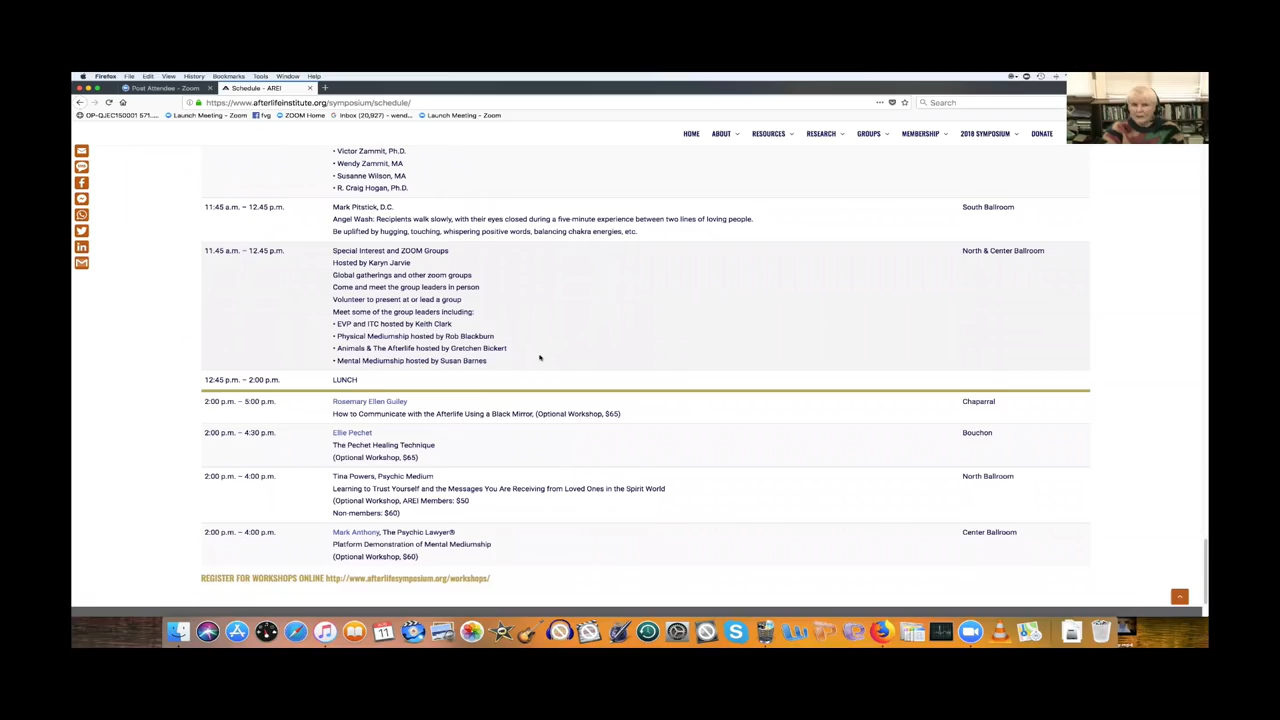 Firefox File Edit View History Bookmarks Tools Window Help
Post Attendee - Zoom
Schedule - AREI
https://www.afterlifeinstitute.org/symposium/schedule/
Search
OP-QJEC150001 571.... Launch Meeting - Zoom fvg ZOOM Home Inbox (20,927) - wend... Launch Meeting - Zoom
HOME ABOUT RESOURCES RESEARCH GROUPS MEMBERSHIP 2018 SYMPOSIUM DONATE
• Victor Zammit, Ph.D.
• Wendy Zammit, MA
• Susanne Wilson, MA
• R. Craig Hogan, Ph.D.
11:45 a.m. – 12.45 p.m. Mark Pitstick, D.C. South Ballroom
Angel Wash: Recipients walk slowly, with their eyes closed during a five-minute experience between two lines of loving people.
Be uplifted by hugging, touching, whispering positive words, balancing chakra energies, etc.
11.45 a.m. – 12.45 p.m. Special Interest and ZOOM Groups North & Center Ballroom
Hosted by Karyn Jarvie
Global gatherings and other zoom groups
Come and meet the group leaders in person
Volunteer to present at or lead a group
Meet some of the group leaders including:
• EVP and ITC hosted by Keith Clark
• Physical Mediumship hosted by Rob Blackburn
• Animals & The Afterlife hosted by Gretchen Bickert
• Mental Mediumship hosted by Susan Barnes
12:45 p.m. – 2:00 p.m. LUNCH
2:00 p.m. – 5:00 p.m. Rosemary Ellen Guiley Chaparral
How to Communicate with the Afterlife Using a Black Mirror, (Optional Workshop, $65)
2:00 p.m. – 4:30 p.m. Ellie Pechet Bouchon
The Pechet Healing Technique
(Optional Workshop, $65)
2:00 p.m. – 4:00 p.m. Tina Powers, Psychic Medium North Ballroom
Learning to Trust Yourself and the Messages You Are Receiving from Loved Ones in the Spirit World
(Optional Workshop, AREI Members: $50
Non-members: $60)
2:00 p.m. – 4:00 p.m. Mark Anthony, The Psychic Lawyer® Center Ballroom
Platform Demonstration of Mental Mediumship
(Optional Workshop, $60)
REGISTER FOR WORKSHOPS ONLINE http://www.afterlifesymposium.org/workshops/
11